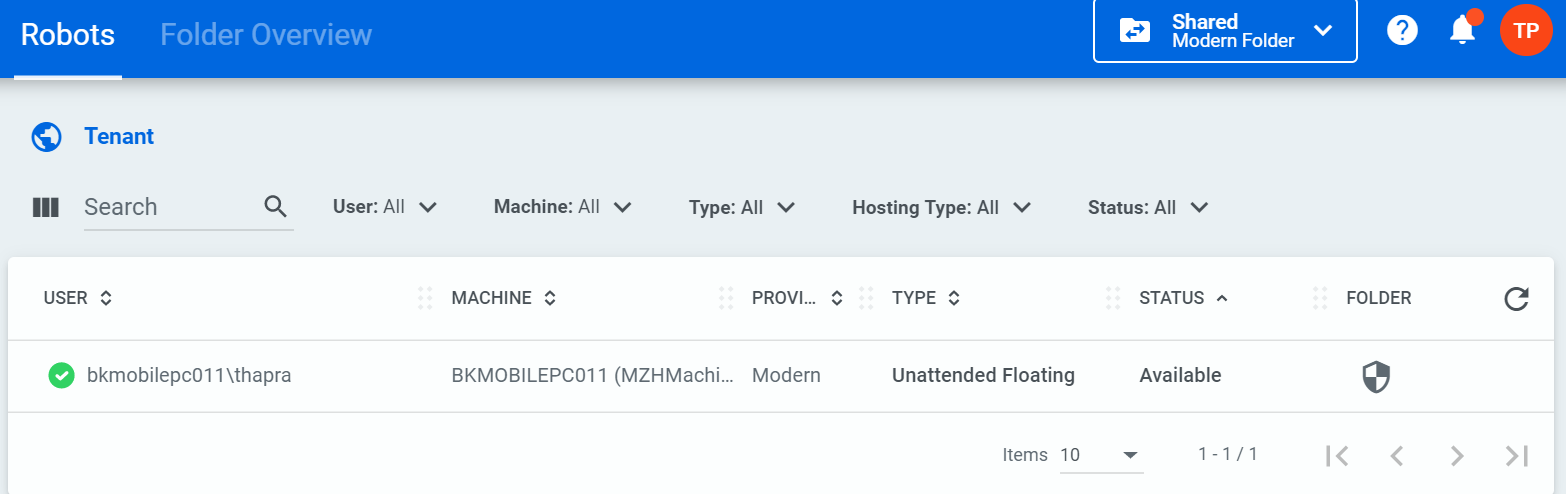 Robots Folder Overview Shared
Modern Folder
TP
Tenant
Search User: All Machine: All Type: All Hosting Type: All Status: All
USER MACHINE PROVI... TYPE STATUS FOLDER
bkmobilepc011\thapra BKMOBILEPC011 (MZHMachi... Modern Unattended Floating Available
Items 10 1 - 1 / 1